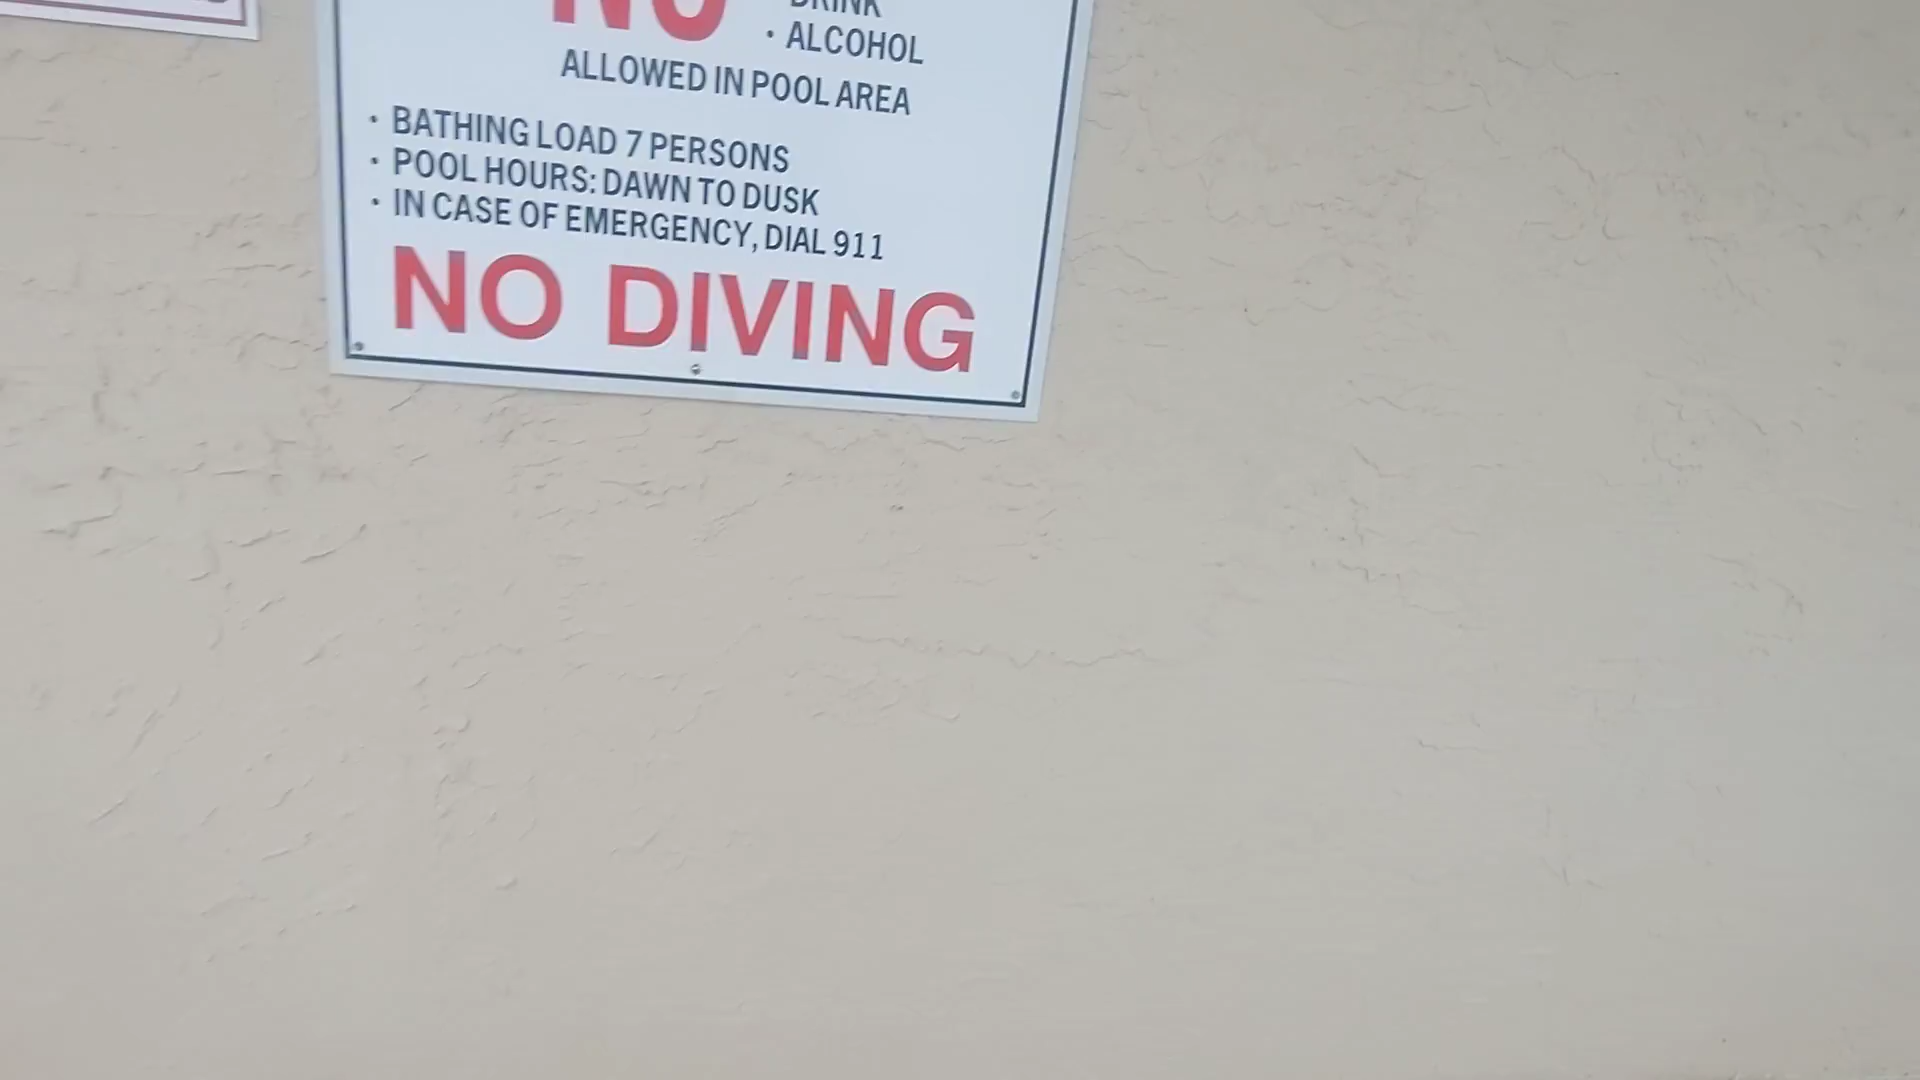 DRINK
NO
• ALCOHOL
ALLOWED IN POOL AREA
• BATHING LOAD 7 PERSONS
• POOL HOURS: DAWN TO DUSK
• IN CASE OF EMERGENCY, DIAL 911
NO DIVING